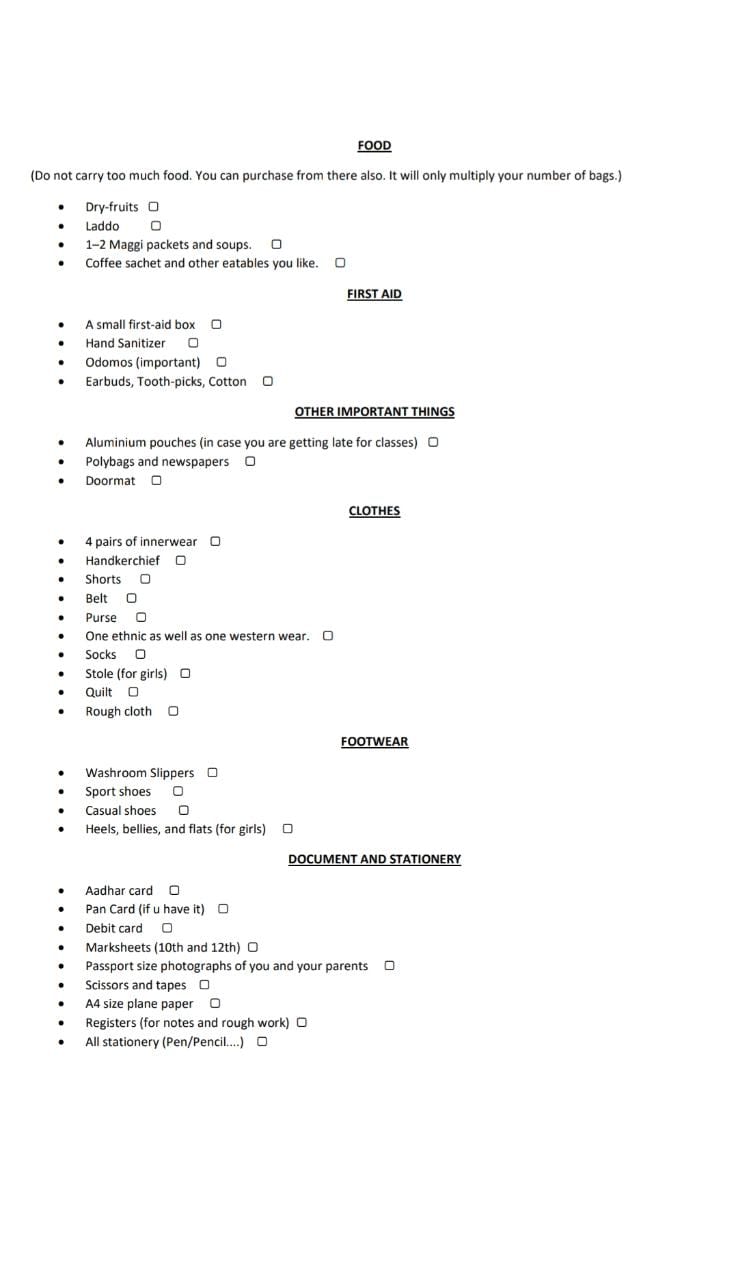 FOOD
(Do not carry too much food. You can purchase from there also. It will only multiply your number of bags.)
• Dry-fruits ☐
• Laddo ☐
• 1–2 Maggi packets and soups. ☐
• Coffee sachet and other eatables you like. ☐
FIRST AID
• A small first-aid box ☐
• Hand Sanitizer ☐
• Odomos (important) ☐
• Earbuds, Tooth-picks, Cotton ☐
OTHER IMPORTANT THINGS
• Aluminium pouches (in case you are getting late for classes) ☐
• Polybags and newspapers ☐
• Doormat ☐
CLOTHES
• 4 pairs of innerwear ☐
• Handkerchief ☐
• Shorts ☐
• Belt ☐
• Purse ☐
• One ethnic as well as one western wear. ☐
• Socks ☐
• Stole (for girls) ☐
• Quilt ☐
• Rough cloth ☐
FOOTWEAR
• Washroom Slippers ☐
• Sport shoes ☐
• Casual shoes ☐
• Heels, bellies, and flats (for girls) ☐
DOCUMENT AND STATIONERY
• Aadhar card ☐
• Pan Card (if u have it) ☐
• Debit card ☐
• Marksheets (10th and 12th) ☐
• Passport size photographs of you and your parents ☐
• Scissors and tapes ☐
• A4 size plane paper ☐
• Registers (for notes and rough work) ☐
• All stationery (Pen/Pencil....) ☐